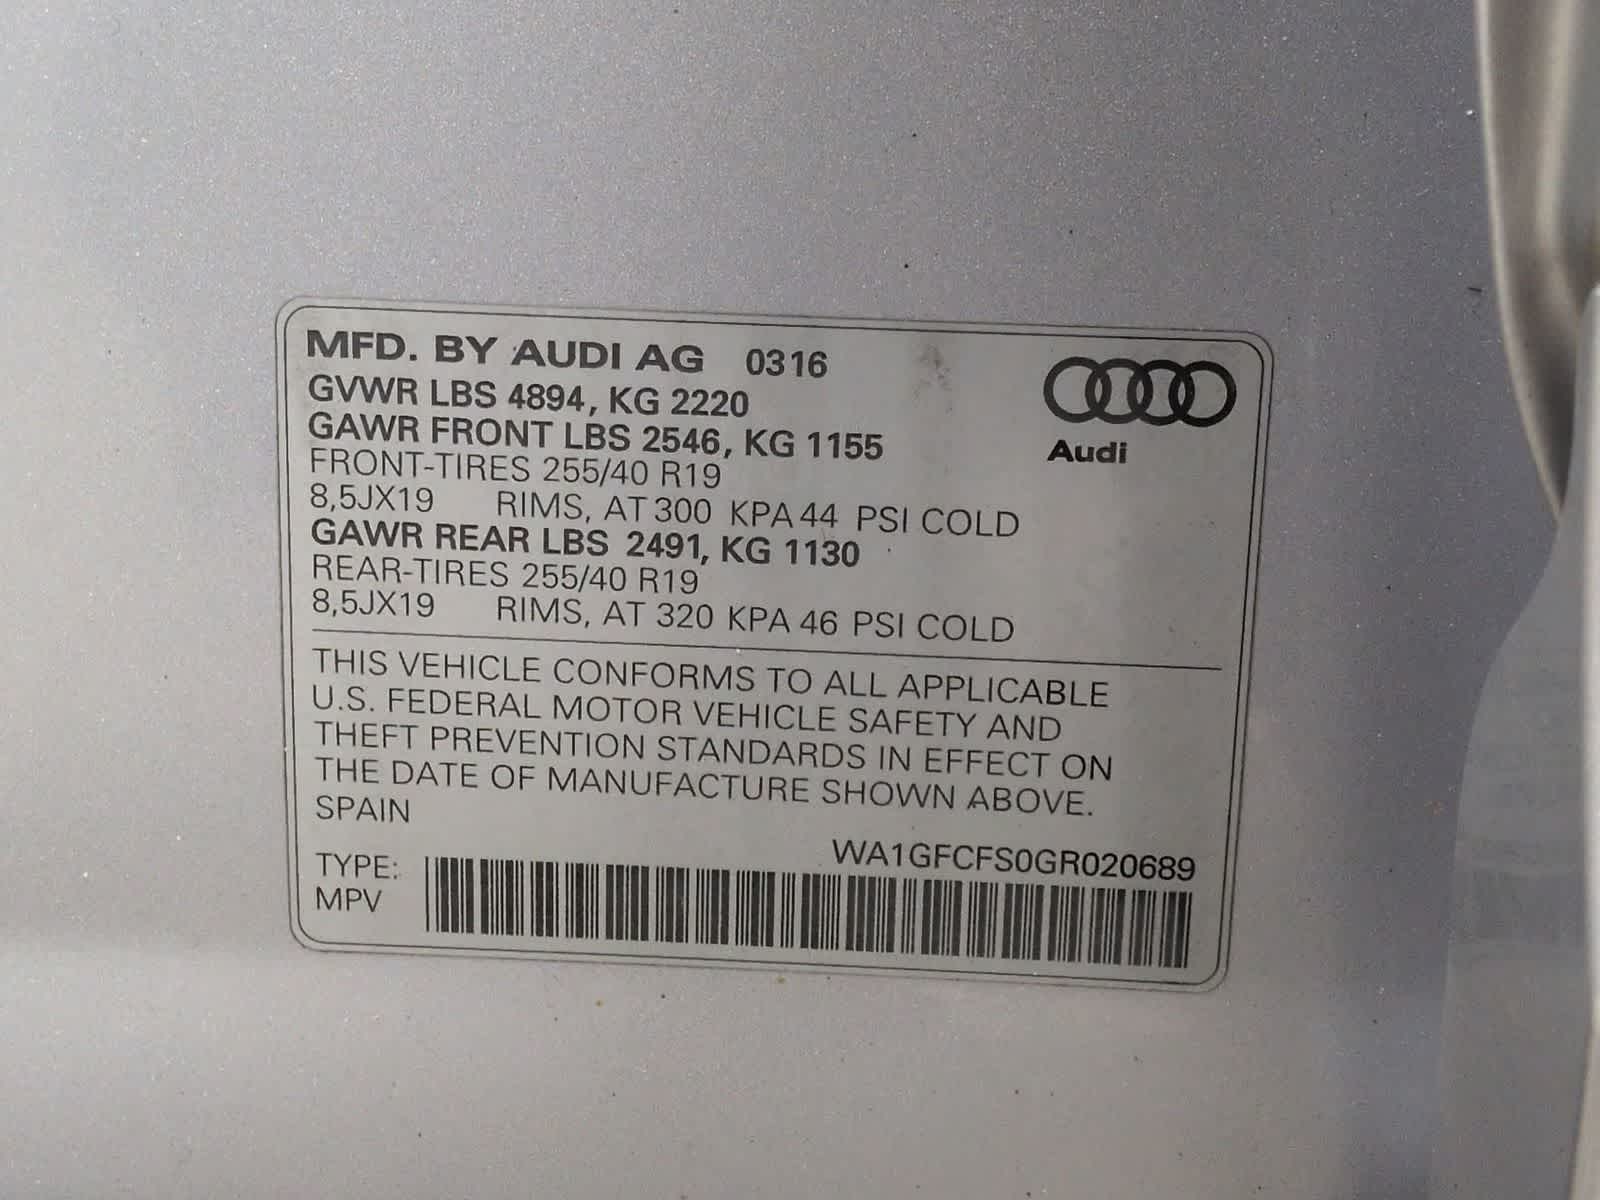 MFD. BY AUDI AG 0316
GVWR LBS 4894, KG 2220
GAWR FRONT LBS 2546, KG 1155
FRONT-TIRES 255/40 R19
8,5JX19 RIMS, AT 300 KPA 44 PSI COLD
GAWR REAR LBS 2491, KG 1130
REAR-TIRES 255/40 R19
8,5JX19 RIMS, AT 320 KPA 46 PSI COLD
Audi
THIS VEHICLE CONFORMS TO ALL APPLICABLE
U.S. FEDERAL MOTOR VEHICLE SAFETY AND
THEFT PREVENTION STANDARDS IN EFFECT ON
THE DATE OF MANUFACTURE SHOWN ABOVE.
SPAIN
WA1GFCFS0GR020689
TYPE:
MPV